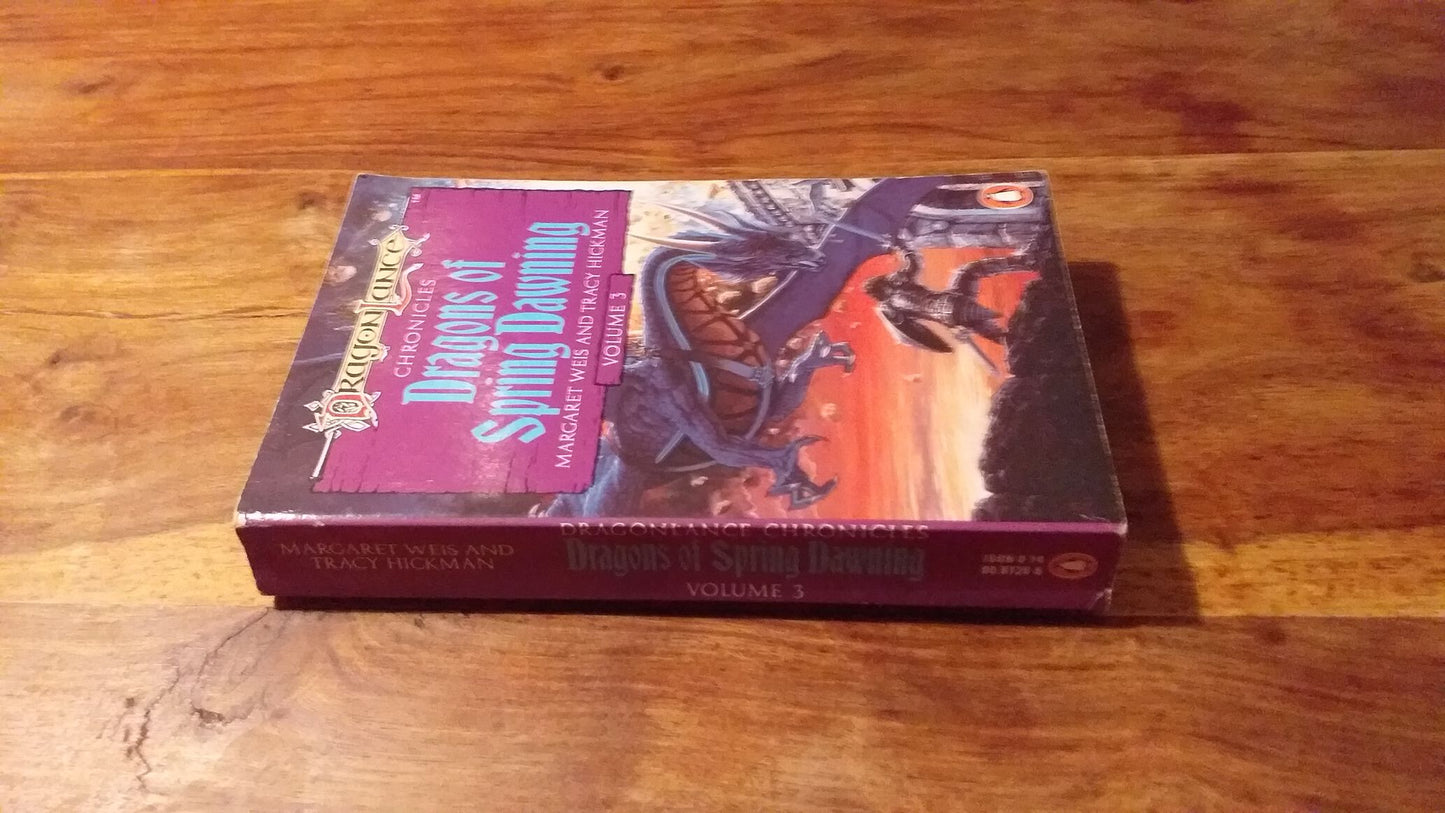 DRAGONLANCE
™
CHRONICLES
Dragons of
Spring Dawning
MARGARET WEIS AND TRACY HICKMAN
VOLUME 3
MARGARET WEIS AND
TRACY HICKMAN
DRAGONLANCE CHRONICLES
Dragons of Spring Dawning
VOLUME 3